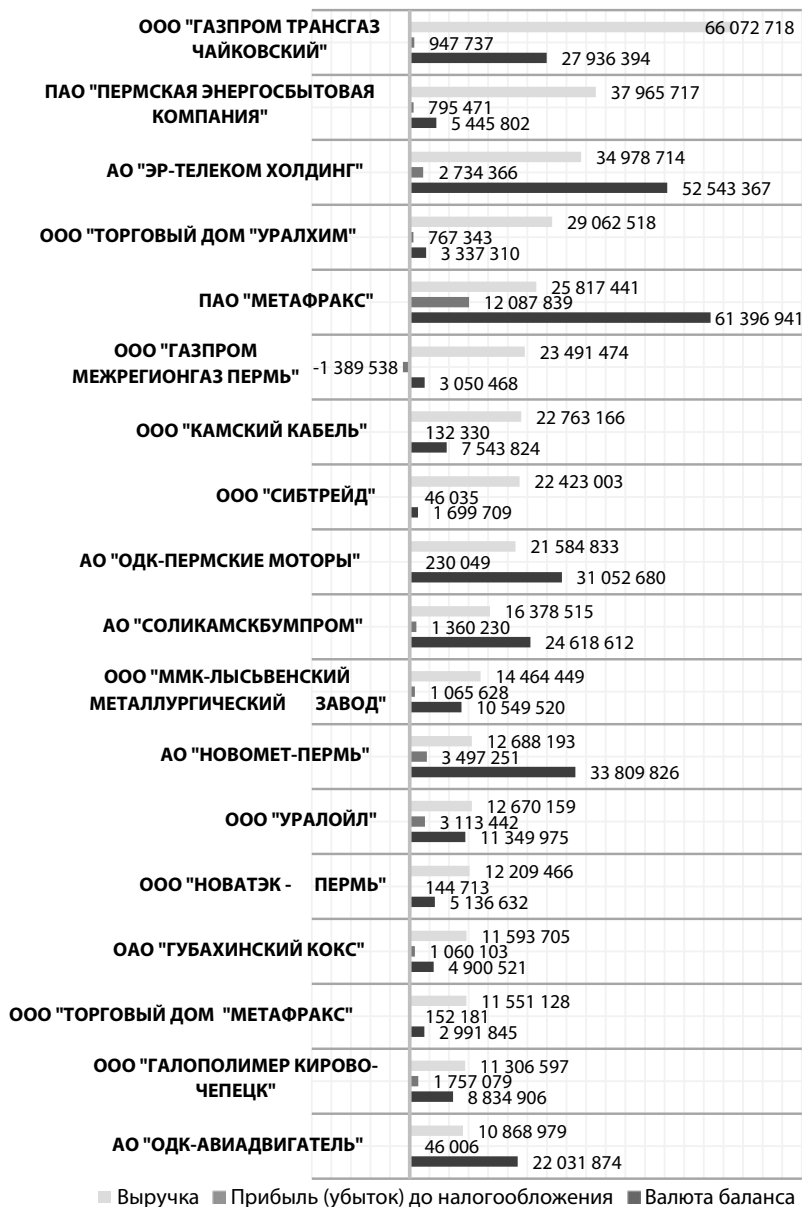 ООО "ГАЗПРОМ ТРАНСГАЗ
ЧАЙКОВСКИЙ"
66 072 718
947 737
27 936 394
ПАО "ПЕРМСКАЯ ЭНЕРГОСБЫТОВАЯ
КОМПАНИЯ"
37 965 717
795 471
5 445 802
АО "ЭР-ТЕЛЕКОМ ХОЛДИНГ"
34 978 714
2 734 366
52 543 367
ООО "ТОРГОВЫЙ ДОМ "УРАЛХИМ"
29 062 518
767 343
3 337 310
ПАО "МЕТАФРАКС"
25 817 441
12 087 839
61 396 941
ООО "ГАЗПРОМ
МЕЖРЕГИОНГАЗ ПЕРМЬ"
23 491 474
-1 389 538
3 050 468
ООО "КАМСКИЙ КАБЕЛЬ"
22 763 166
132 330
7 543 824
ООО "СИБТРЕЙД"
22 423 003
46 035
1 699 709
АО "ОДК-ПЕРМСКИЕ МОТОРЫ"
21 584 833
230 049
31 052 680
АО "СОЛИКАМСКБУМПРОМ"
16 378 515
1 360 230
24 618 612
ООО "ММК-ЛЫСЬВЕНСКИЙ
МЕТАЛЛУРГИЧЕСКИЙ ЗАВОД"
14 464 449
1 065 628
10 549 520
АО "НОВОМЕТ-ПЕРМЬ"
12 688 193
3 497 251
33 809 826
ООО "УРАЛОЙЛ"
12 670 159
3 113 442
11 349 975
ООО "НОВАТЭК - ПЕРМЬ"
12 209 466
144 713
5 136 632
ОАО "ГУБАХИНСКИЙ КОКС"
11 593 705
1 060 103
4 900 521
ООО "ТОРГОВЫЙ ДОМ "МЕТАФРАКС"
11 551 128
152 181
2 991 845
ООО "ГАЛОПОЛИМЕР КИРОВО-
ЧЕПЕЦК"
11 306 597
1 757 079
8 834 906
АО "ОДК-АВИАДВИГАТЕЛЬ"
10 868 979
46 006
22 031 874
Выручка Прибыль (убыток) до налогообложения Валюта баланса